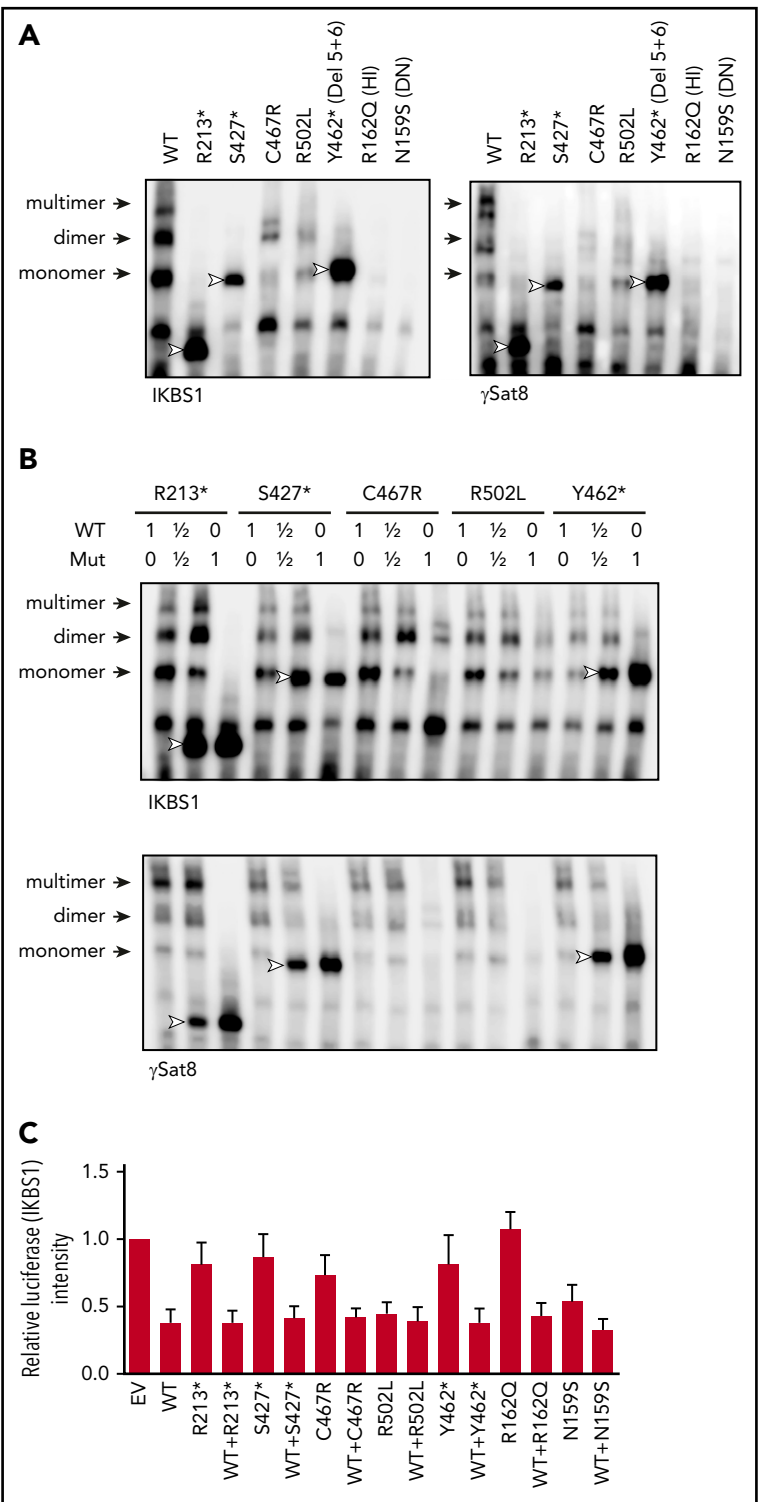 A
WT R213* S427* C467R R502L Y462* (Del 5+6) R162Q (HI) N159S (DN)
WT R213* S427* C467R R502L Y462* (Del 5+6) R162Q (HI) N159S (DN)
multimer
dimer
monomer
IKBS1
γSat8
B
R213* S427* C467R R502L Y462*
WT 1 ½ 0 1 ½ 0 1 ½ 0 1 ½ 0 1 ½ 0
Mut 0 ½ 1 0 ½ 1 0 ½ 1 0 ½ 1 0 ½ 1
multimer
dimer
monomer
IKBS1
multimer
dimer
monomer
γSat8
C
Relative luciferase (IKBS1)
intensity
1.5
1.0
0.5
0.0
EV WT R213* WT+R213* S427* WT+S427* C467R WT+C467R R502L WT+R502L Y462* WT+Y462* R162Q WT+R162Q N159S WT+N159S